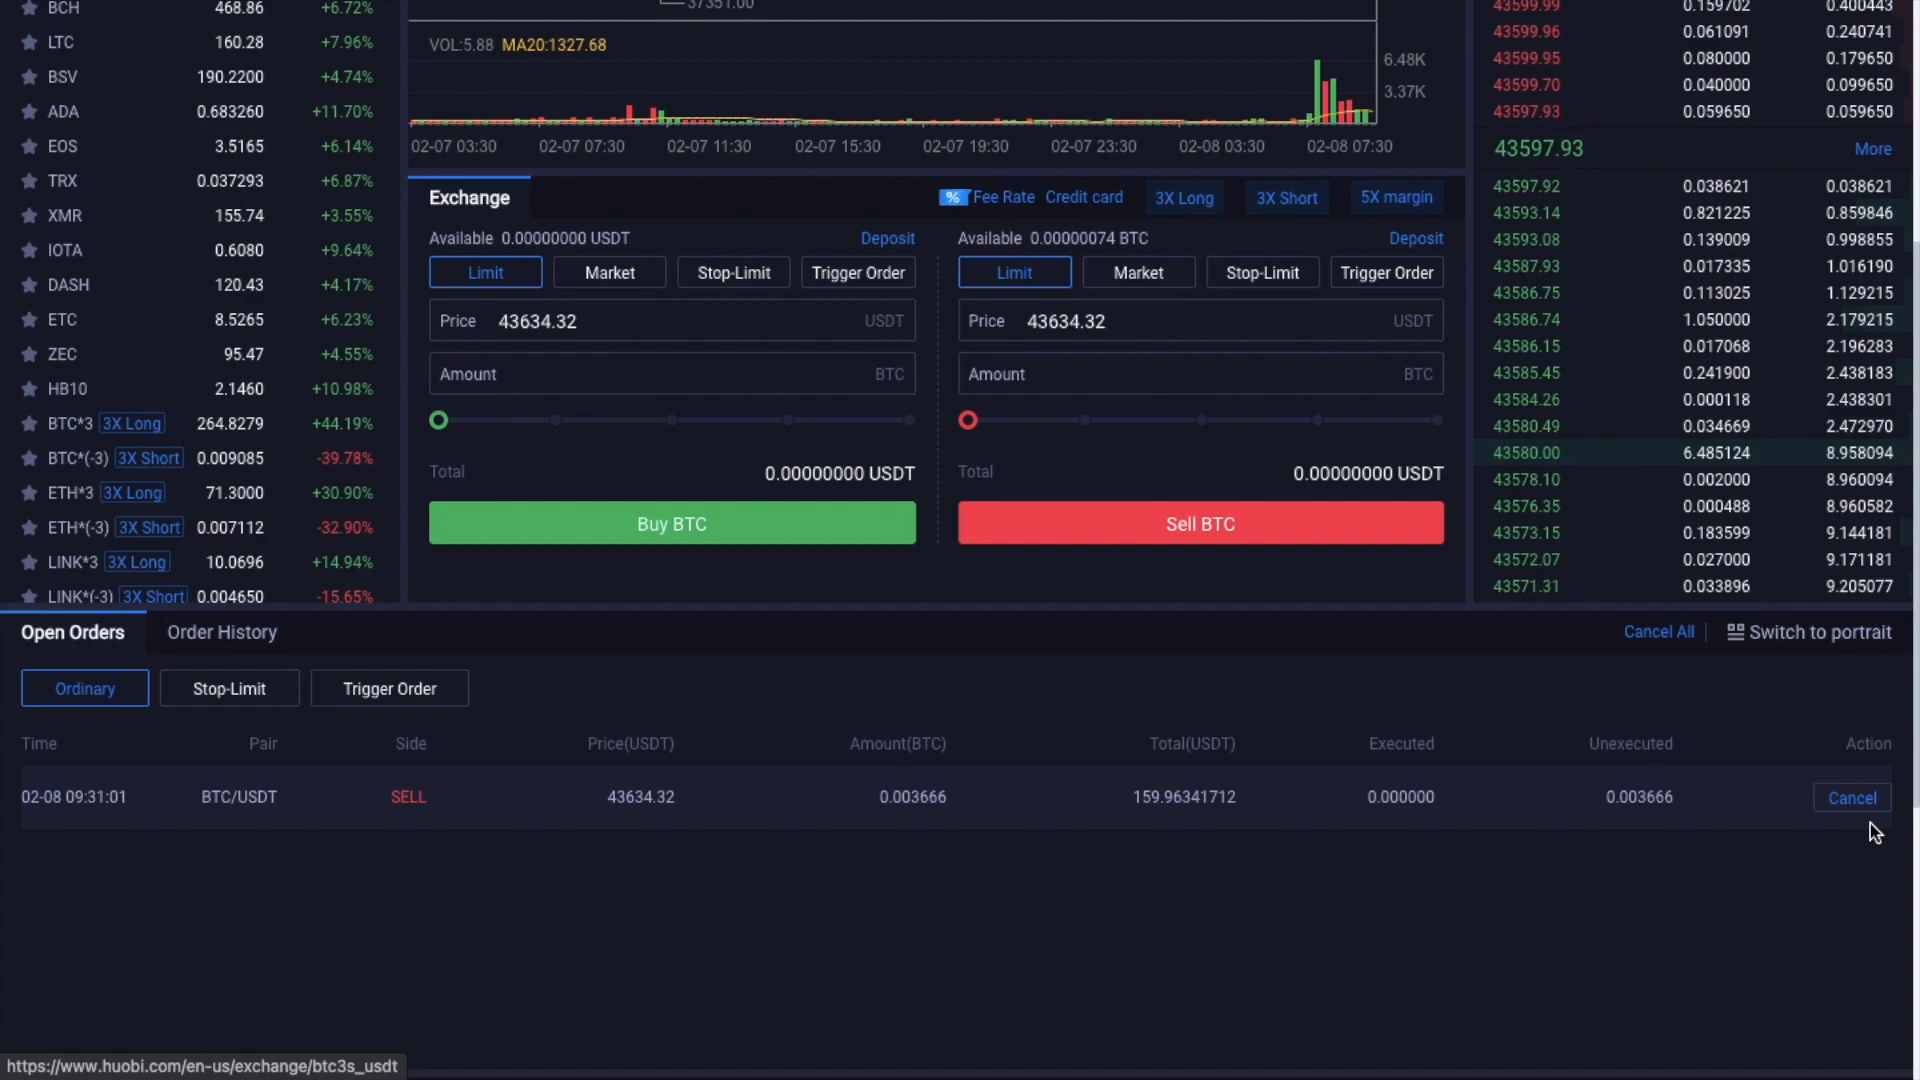 BCH 468.86 +6.72%
LTC 160.28 +7.96%
BSV 190.2200 +4.74%
ADA 0.683260 +11.70%
EOS 3.5165 +6.14%
TRX 0.037293 +6.87%
XMR 155.74 +3.55%
IOTA 0.6080 +9.64%
DASH 120.43 +4.17%
ETC 8.5265 +6.23%
ZEC 95.47 +4.55%
HB10 2.1460 +10.98%
BTC*3 3X Long 264.8279 +44.19%
BTC*(-3) 3X Short 0.009085 -39.78%
ETH*3 3X Long 71.3000 +30.90%
ETH*(-3) 3X Short 0.007112 -32.90%
LINK*3 3X Long 10.0696 +14.94%
LINK*(-3) 3X Short 0.004650 -15.65%
37351.00
VOL:5.88 MA20:1327.68
6.48K
3.37K
02-07 03:30 02-07 07:30 02-07 11:30 02-07 15:30 02-07 19:30 02-07 23:30 02-08 03:30 02-08 07:30
Exchange % Fee Rate Credit card 3X Long 3X Short 5X margin
Available 0.00000000 USDT Deposit
Limit Market Stop-Limit Trigger Order
Price 43634.32 USDT
Amount BTC
Total 0.00000000 USDT
Buy BTC
Available 0.00000074 BTC Deposit
Limit Market Stop-Limit Trigger Order
Price 43634.32 USDT
Amount BTC
Total 0.00000000 USDT
Sell BTC
43599.99 0.159702 0.400443
43599.96 0.061091 0.240741
43599.95 0.080000 0.179650
43599.70 0.040000 0.099650
43597.93 0.059650 0.059650
43597.93 More
43597.92 0.038621 0.038621
43593.14 0.821225 0.859846
43593.08 0.139009 0.998855
43587.93 0.017335 1.016190
43586.75 0.113025 1.129215
43586.74 1.050000 2.179215
43586.15 0.017068 2.196283
43585.45 0.241900 2.438183
43584.26 0.000118 2.438301
43580.49 0.034669 2.472970
43580.00 6.485124 8.958094
43578.10 0.002000 8.960094
43576.35 0.000488 8.960582
43573.15 0.183599 9.144181
43572.07 0.027000 9.171181
43571.31 0.033896 9.205077
Open Orders Order History Cancel All Switch to portrait
Ordinary Stop-Limit Trigger Order
Time Pair Side Price(USDT) Amount(BTC) Total(USDT) Executed Unexecuted Action
02-08 09:31:01 BTC/USDT SELL 43634.32 0.003666 159.96341712 0.000000 0.003666 Cancel
https://www.huobi.com/en-us/exchange/btc3s_usdt